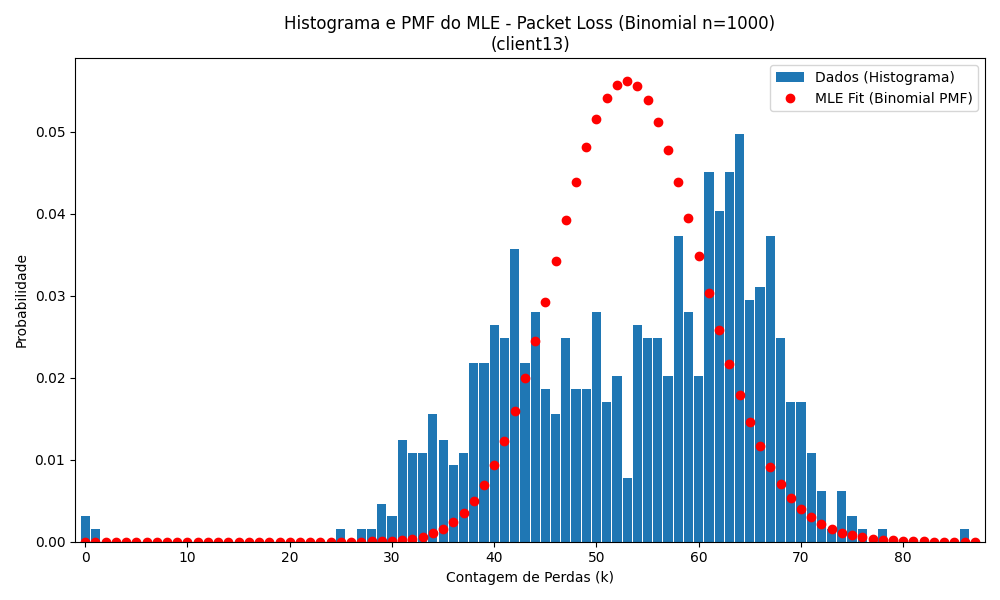 Histograma e PMF do MLE - Packet Loss (Binomial n=1000)
(client13)
Dados (Histograma)
MLE Fit (Binomial PMF)
Probabilidade
0.05
0.04
0.03
0.02
0.01
0.00
0 10 20 30 40 50 60 70 80
Contagem de Perdas (k)